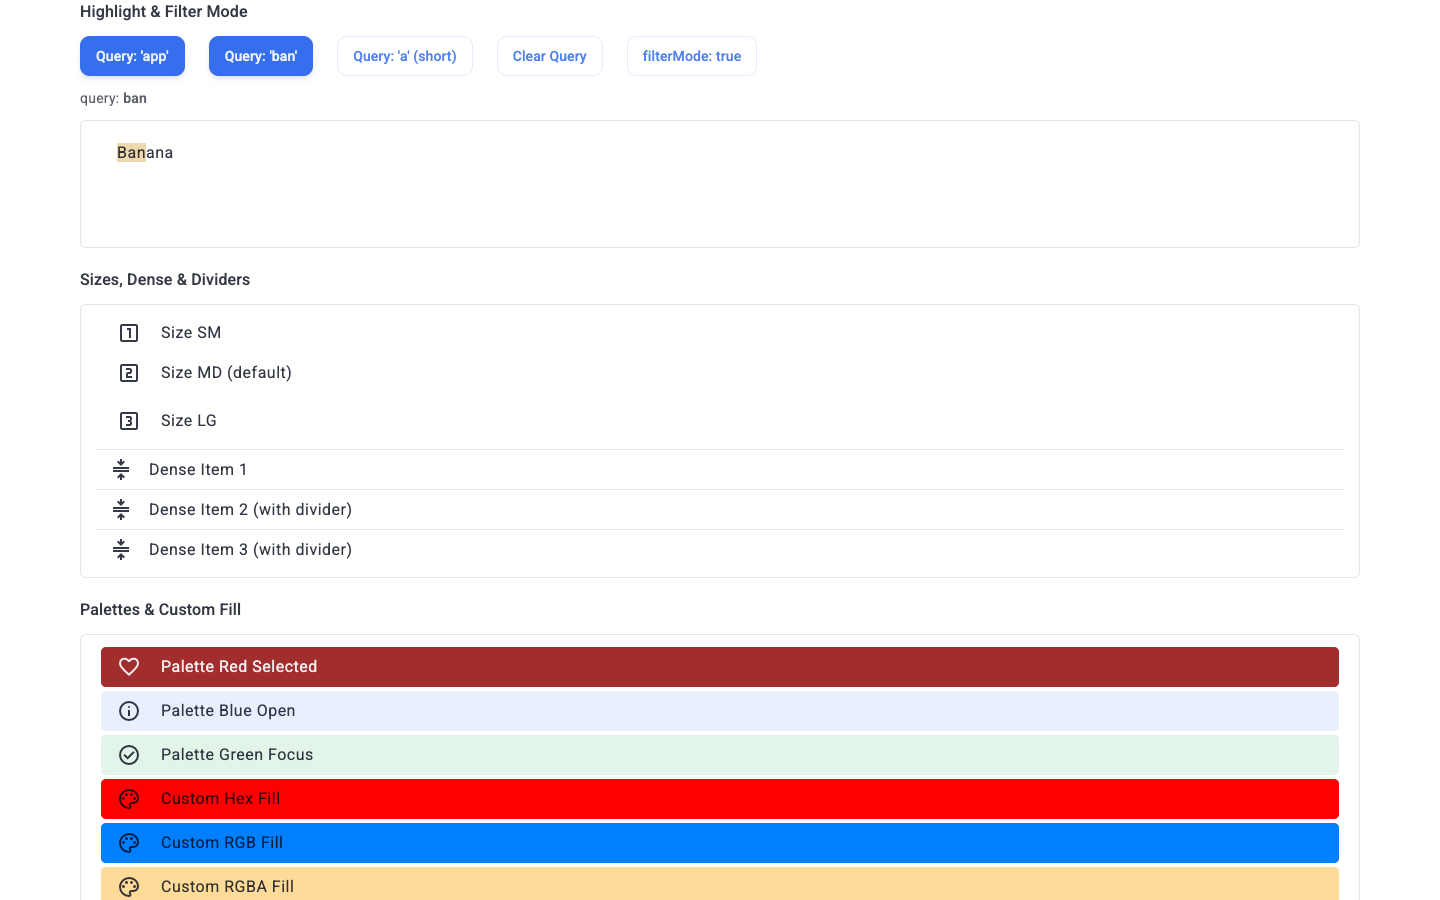 Highlight & Filter Mode
Query: 'app' Query: 'ban' Query: 'a' (short) Clear Query filterMode: true
query: ban
Banana
Sizes, Dense & Dividers
Size SM
Size MD (default)
Size LG
Dense Item 1
Dense Item 2 (with divider)
Dense Item 3 (with divider)
Palettes & Custom Fill
Palette Red Selected
Palette Blue Open
Palette Green Focus
Custom Hex Fill
Custom RGB Fill
Custom RGBA Fill